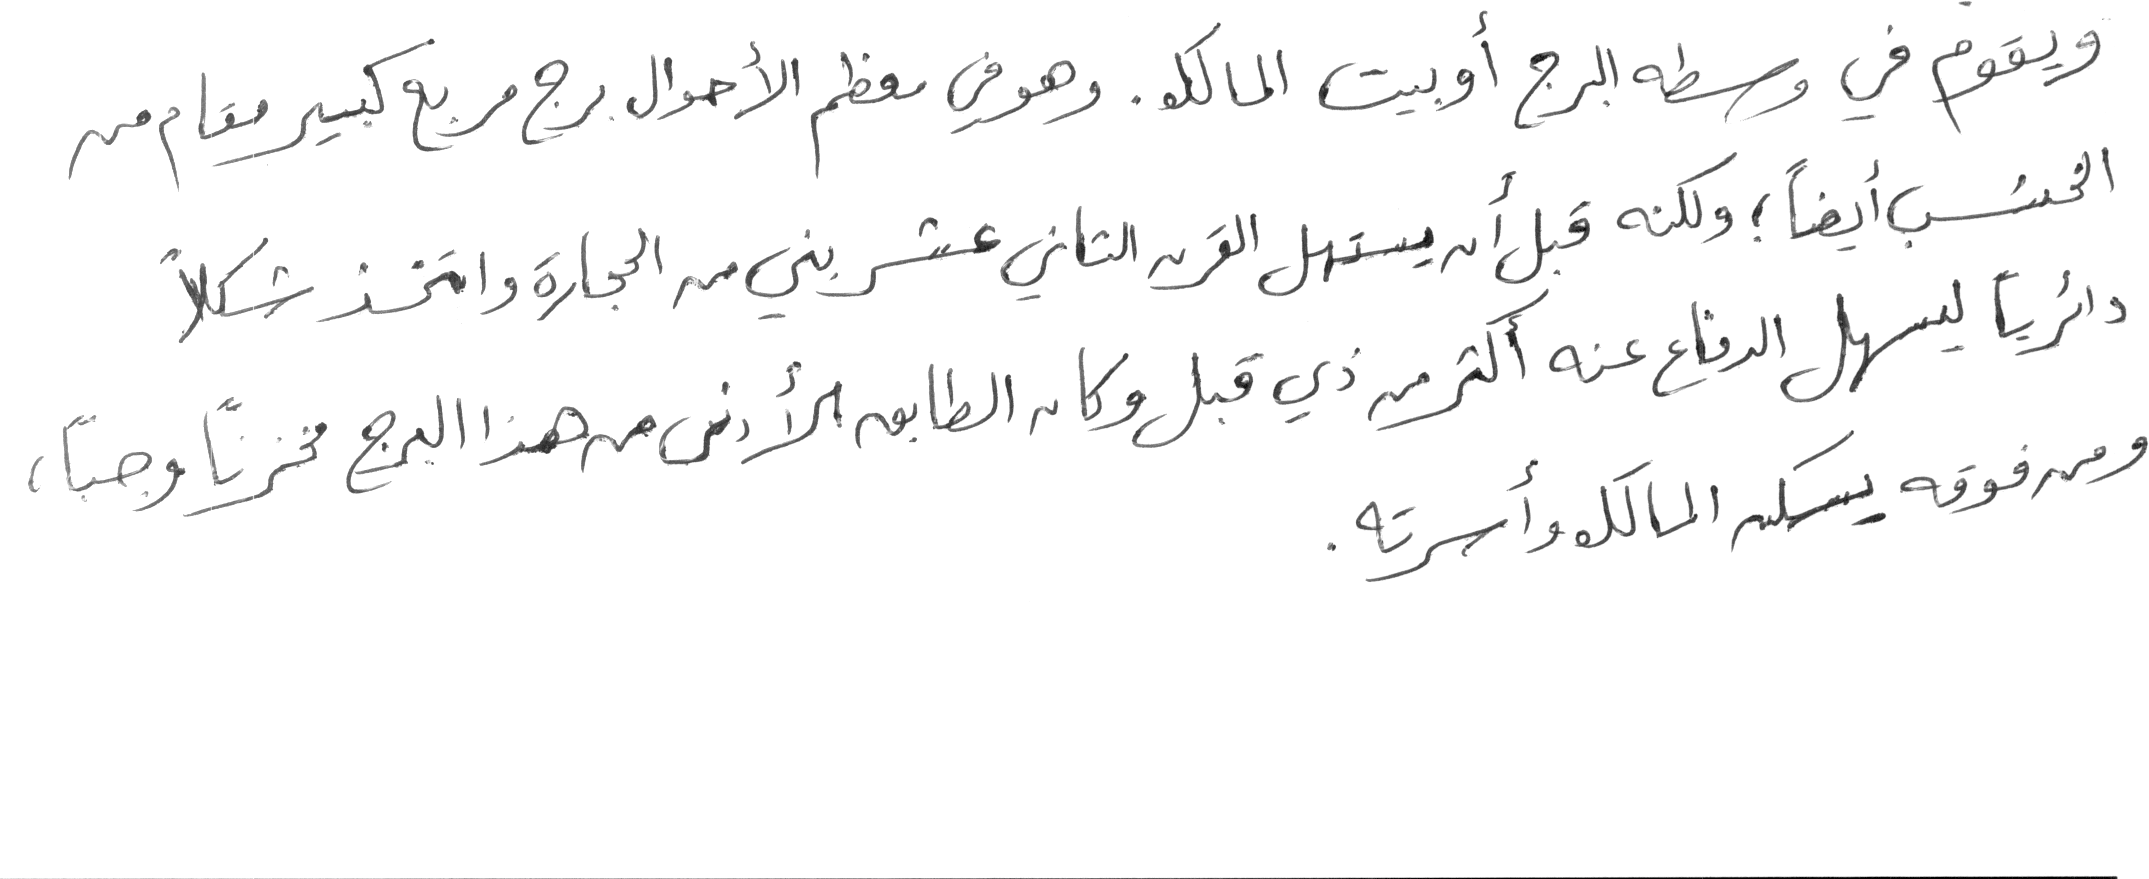 ويقوم في وسطه البرج أو بيت المالك. وهو في معظم الأحوال برج مربع كبير مقام من
الخشب أيضاً؛ ولكنه قبل أن يستهل القرن الثاني عشر بني من الحجارة واتخذ شكلاً
دائرياً ليسهل الدفاع عنه أكثر من ذي قبل وكان الطابق الأرضي من هذا البرج مخزناً وجباً،
ومن فوقه يسكن المالك وأسرته.